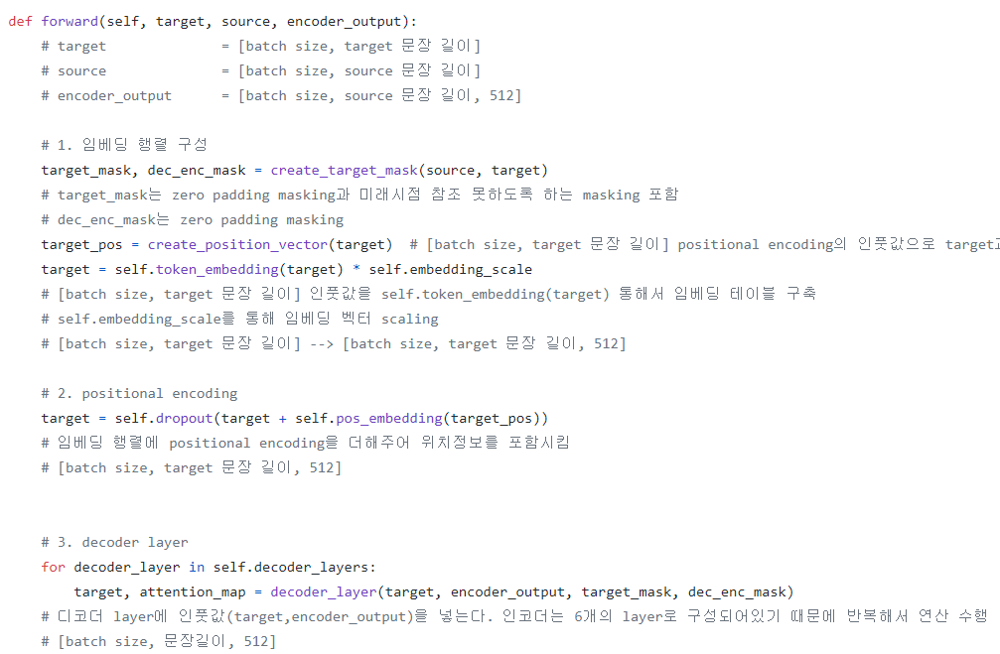 def forward(self, target, source, encoder_output):
    # target              = [batch size, target 문장 길이]
    # source              = [batch size, source 문장 길이]
    # encoder_output      = [batch size, source 문장 길이, 512]
    # 1. 임베딩 행렬 구성
    target_mask, dec_enc_mask = create_target_mask(source, target)
    # target_mask는 zero padding masking과 미래시점 참조 못하도록 하는 masking 포함
    # dec_enc_mask는 zero padding masking
    target_pos = create_position_vector(target)  # [batch size, target 문장 길이] positional encoding의 인풋값으로 target
    target = self.token_embedding(target) * self.embedding_scale
    # [batch size, target 문장 길이] 인풋값을 self.token_embedding(target) 통해서 임베딩 테이블 구축
    # self.embedding_scale를 통해 임베딩 벡터 scaling
    # [batch size, target 문장 길이] --> [batch size, target 문장 길이, 512]
    # 2. positional encoding
    target = self.dropout(target + self.pos_embedding(target_pos))
    # 임베딩 행렬에 positional encoding을 더해주어 위치정보를 포함시킴
    # [batch size, target 문장 길이, 512]
    # 3. decoder layer
    for decoder_layer in self.decoder_layers:
        target, attention_map = decoder_layer(target, encoder_output, target_mask, dec_enc_mask)
    # 디코더 layer에 인풋값(target,encoder_output)을 넣는다. 인코더는 6개의 layer로 구성되어있기 때문에 반복해서 연산 수행
    # [batch size, 문장길이, 512]